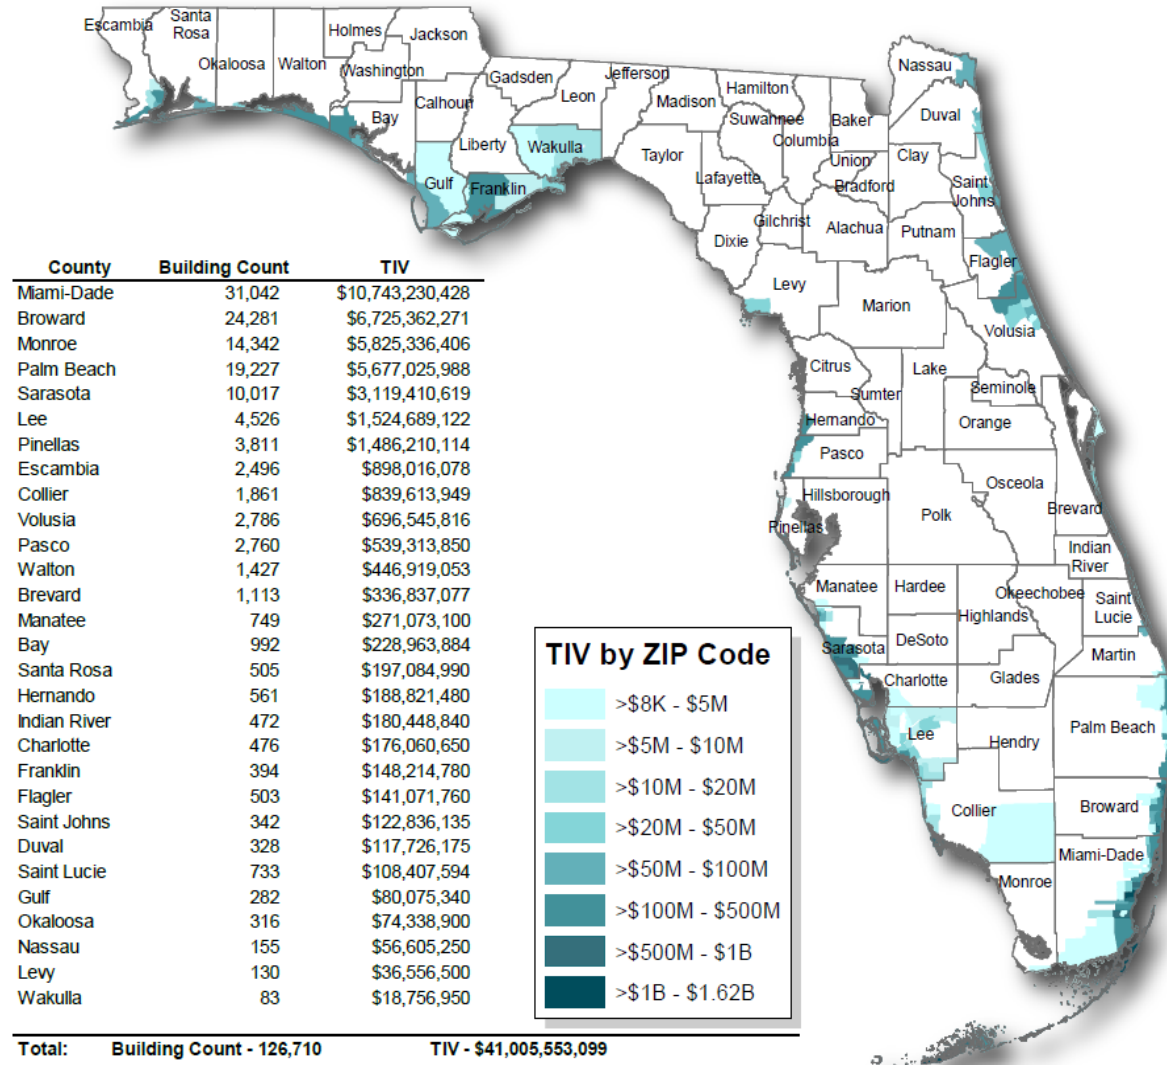 Escambia
Santa
Rosa
Okaloosa
Walton
Holmes
Washington
Jackson
Bay
Calhoun
Gulf
Gadsden
Liberty
Franklin
Leon
Wakulla
Jefferson
Madison
Taylor
Hamilton
Suwannee
Lafayette
Columbia
Dixie
Gilchrist
Baker
Union
Bradford
Alachua
Nassau
Duval
Clay
Saint
Johns
Putnam
Flagler
Levy
Marion
Volusia
Citrus
Sumter
Lake
Seminole
Hernando
Orange
Pasco
Osceola
Hillsborough
Polk
Brevard
Pinellas
Indian
River
Manatee
Hardee
Okeechobee
Saint
Lucie
Highlands
Sarasota
DeSoto
Martin
Charlotte
Glades
Lee
Hendry
Palm Beach
Collier
Broward
Miami-Dade
Monroe
County Building Count TIV
Miami-Dade 31,042 $10,743,230,428
Broward 24,281 $6,725,362,271
Monroe 14,342 $5,825,336,406
Palm Beach 19,227 $5,677,025,988
Sarasota 10,017 $3,119,410,619
Lee 4,526 $1,524,689,122
Pinellas 3,811 $1,486,210,114
Escambia 2,496 $898,016,078
Collier 1,861 $839,613,949
Volusia 2,786 $696,545,816
Pasco 2,760 $539,313,850
Walton 1,427 $446,919,053
Brevard 1,113 $336,837,077
Manatee 749 $271,073,100
Bay 992 $228,963,884
Santa Rosa 505 $197,084,990
Hernando 561 $188,821,480
Indian River 472 $180,448,840
Charlotte 476 $176,060,650
Franklin 394 $148,214,780
Flagler 503 $141,071,760
Saint Johns 342 $122,836,135
Duval 328 $117,726,175
Saint Lucie 733 $108,407,594
Gulf 282 $80,075,340
Okaloosa 316 $74,338,900
Nassau 155 $56,605,250
Levy 130 $36,556,500
Wakulla 83 $18,756,950
Total: Building Count - 126,710 TIV - $41,005,553,099
TIV by ZIP Code
>$8K - $5M
>$5M - $10M
>$10M - $20M
>$20M - $50M
>$50M - $100M
>$100M - $500M
>$500M - $1B
>$1B - $1.62B